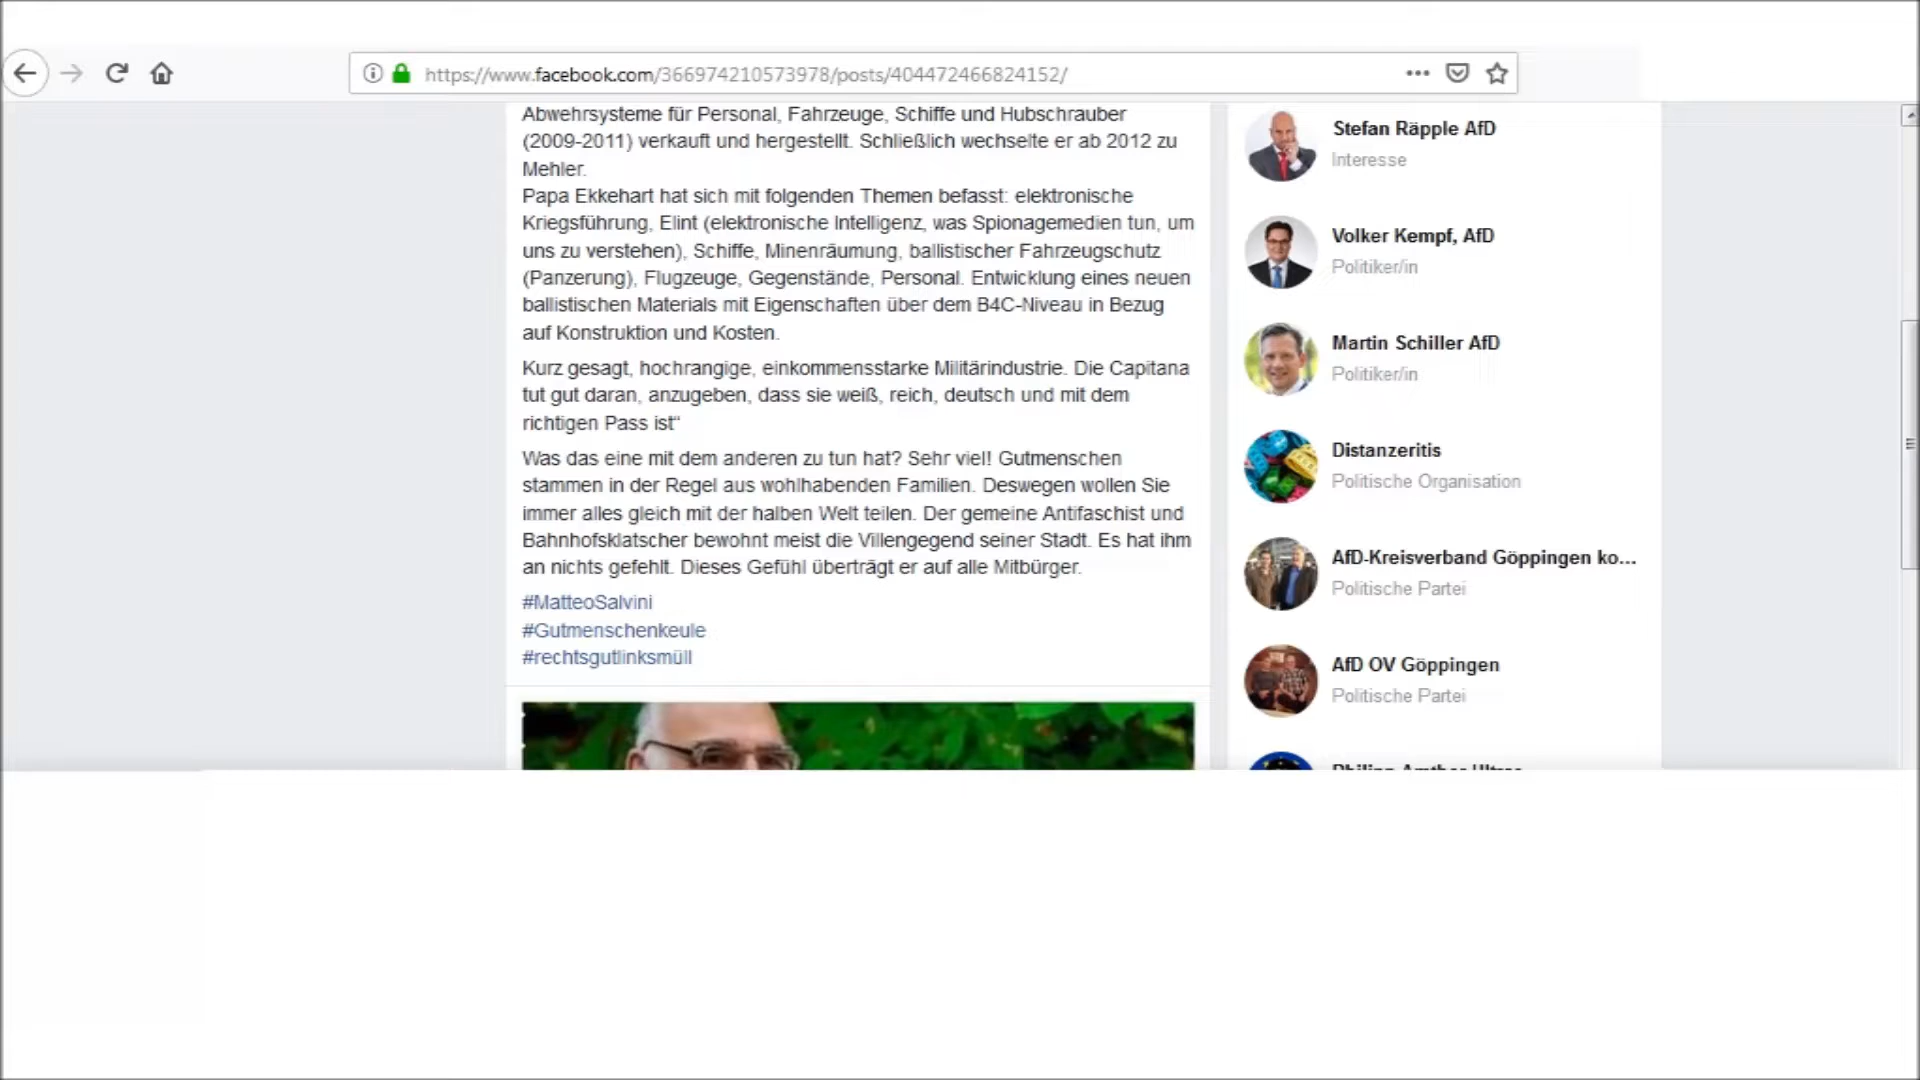 https://www.facebook.com/366974210573978/posts/404472466824152/
Abwehrsysteme für Personal, Fahrzeuge, Schiffe und Hubschrauber
(2009-2011) verkauft und hergestellt. Schließlich wechselte er ab 2012 zu
Mehler.
Papa Ekkehart hat sich mit folgenden Themen befasst: elektronische
Kriegsführung, Elint (elektronische Intelligenz, was Spionagemedien tun, um
uns zu verstehen), Schiffe, Minenräumung, ballistischer Fahrzeugschutz
(Panzerung), Flugzeuge, Gegenstände, Personal. Entwicklung eines neuen
ballistischen Materials mit Eigenschaften über dem B4C-Niveau in Bezug
auf Konstruktion und Kosten.
Kurz gesagt, hochrangige, einkommensstarke Militärindustrie. Die Capitana
tut gut daran, anzugeben, dass sie weiß, reich, deutsch und mit dem
richtigen Pass ist“
Was das eine mit dem anderen zu tun hat? Sehr viel! Gutmenschen
stammen in der Regel aus wohlhabenden Familien. Deswegen wollen Sie
immer alles gleich mit der halben Welt teilen. Der gemeine Antifaschist und
Bahnhofsklatscher bewohnt meist die Villengegend seiner Stadt. Es hat ihm
an nichts gefehlt. Dieses Gefühl überträgt er auf alle Mitbürger.
#MatteoSalvini
#Gutmenschenkeule
#rechtsgutlinksmüll
Stefan Räpple AfD
Interesse
Volker Kempf, AfD
Politiker/in
Martin Schiller AfD
Politiker/in
Distanzeritis
Politische Organisation
AfD-Kreisverband Göppingen ko...
Politische Partei
AfD OV Göppingen
Politische Partei